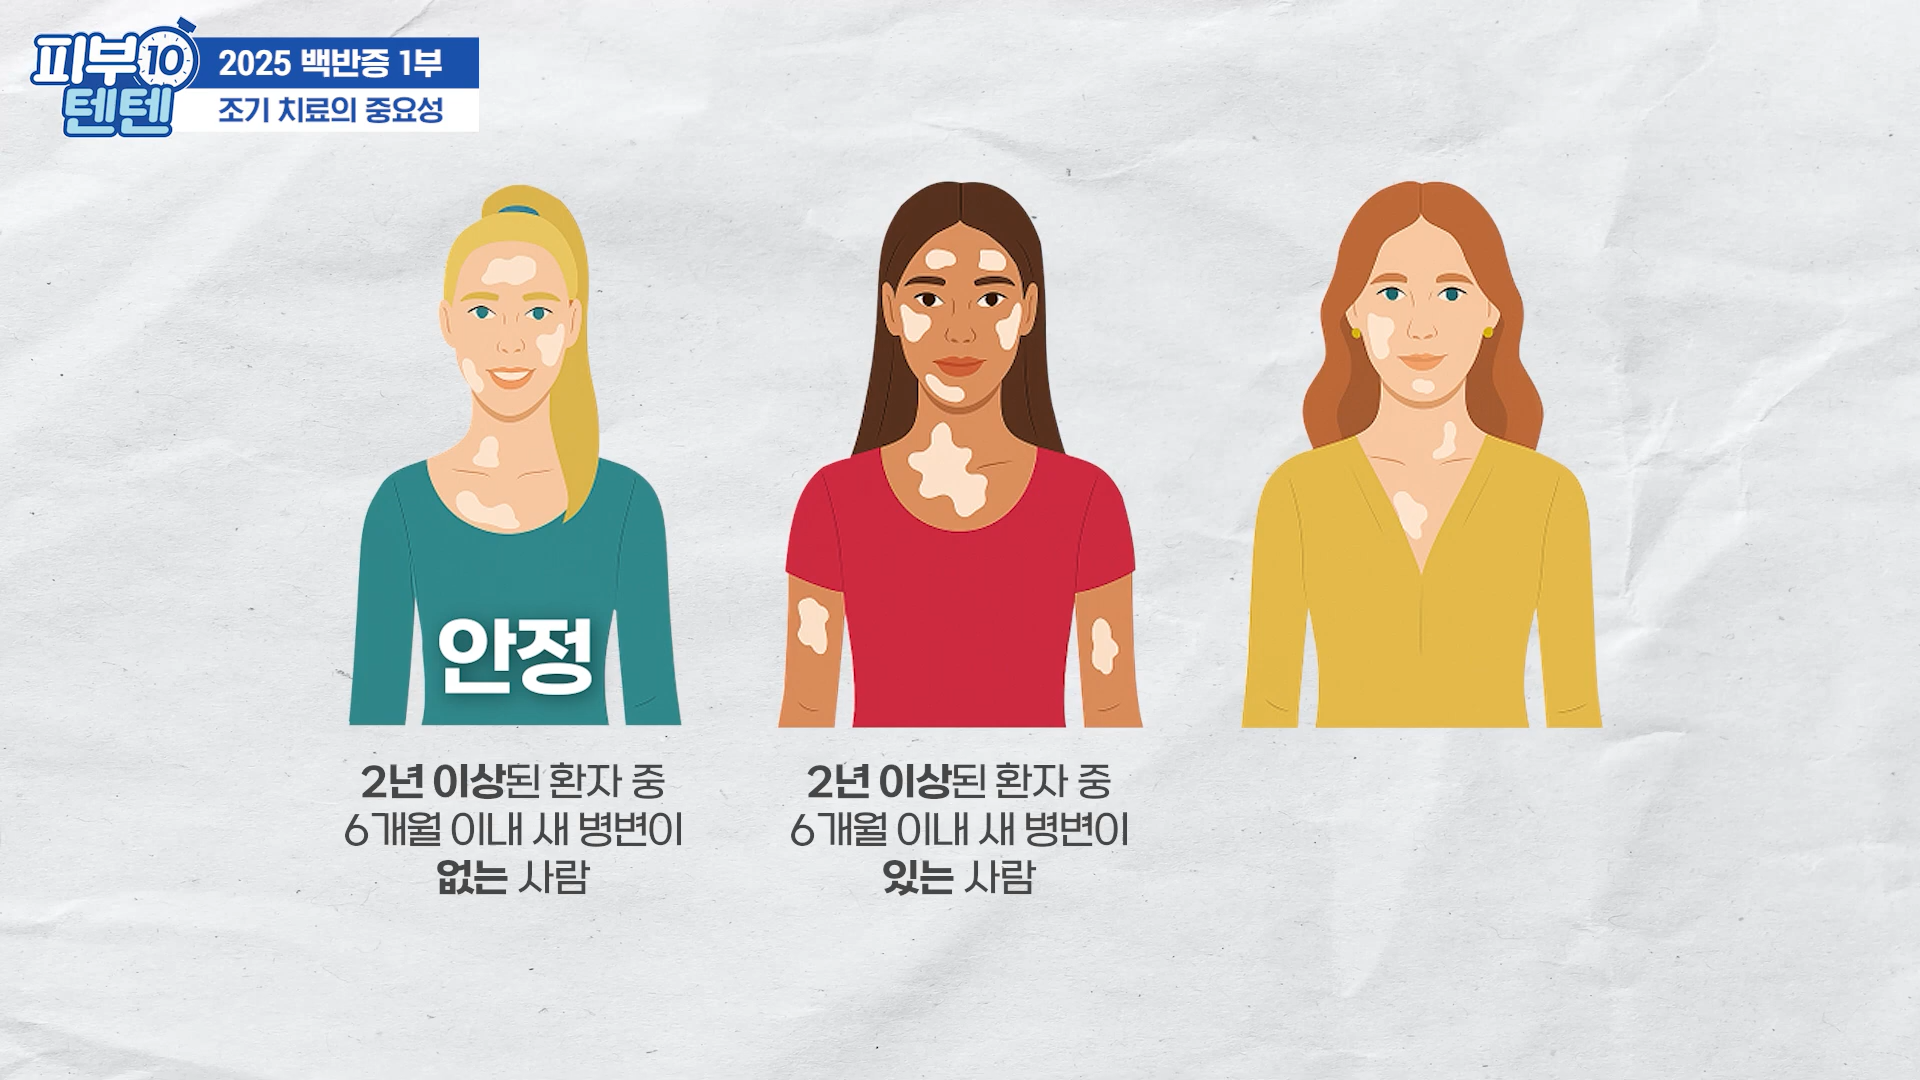 피부10
텐텐
2025 백반증 1부
조기 치료의 중요성
안정
2년 이상된 환자 중
6개월 이내 새 병변이
없는 사람
2년 이상된 환자 중
6개월 이내 새 병변이
있는 사람